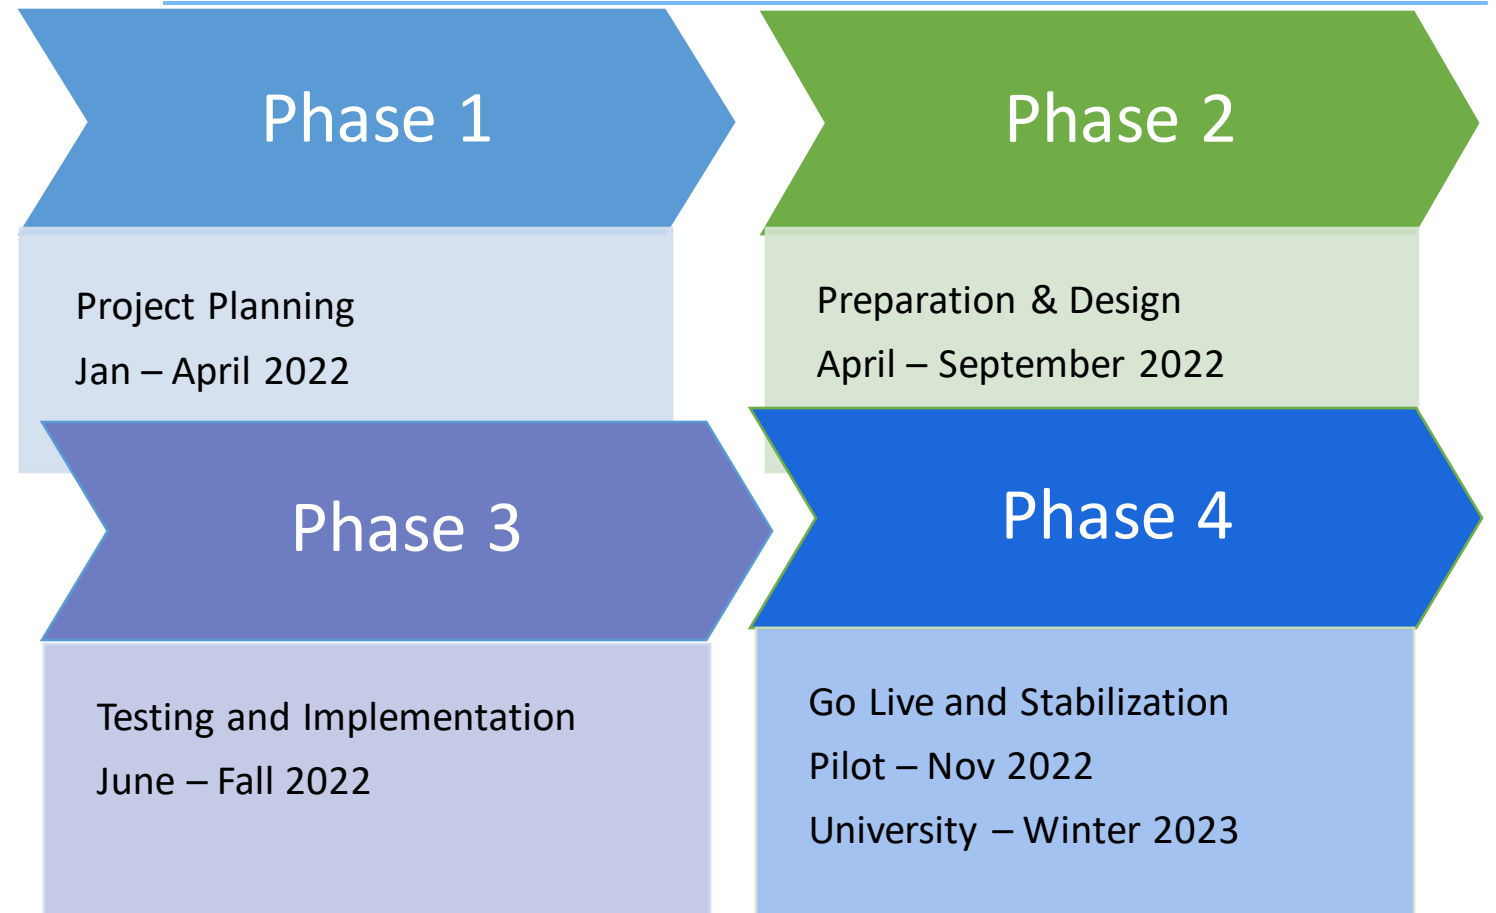 Phase 1
Project Planning
Jan – April 2022
Phase 2
Preparation & Design
April – September 2022
Phase 3
Testing and Implementation
June – Fall 2022
Phase 4
Go Live and Stabilization
Pilot – Nov 2022
University – Winter 2023